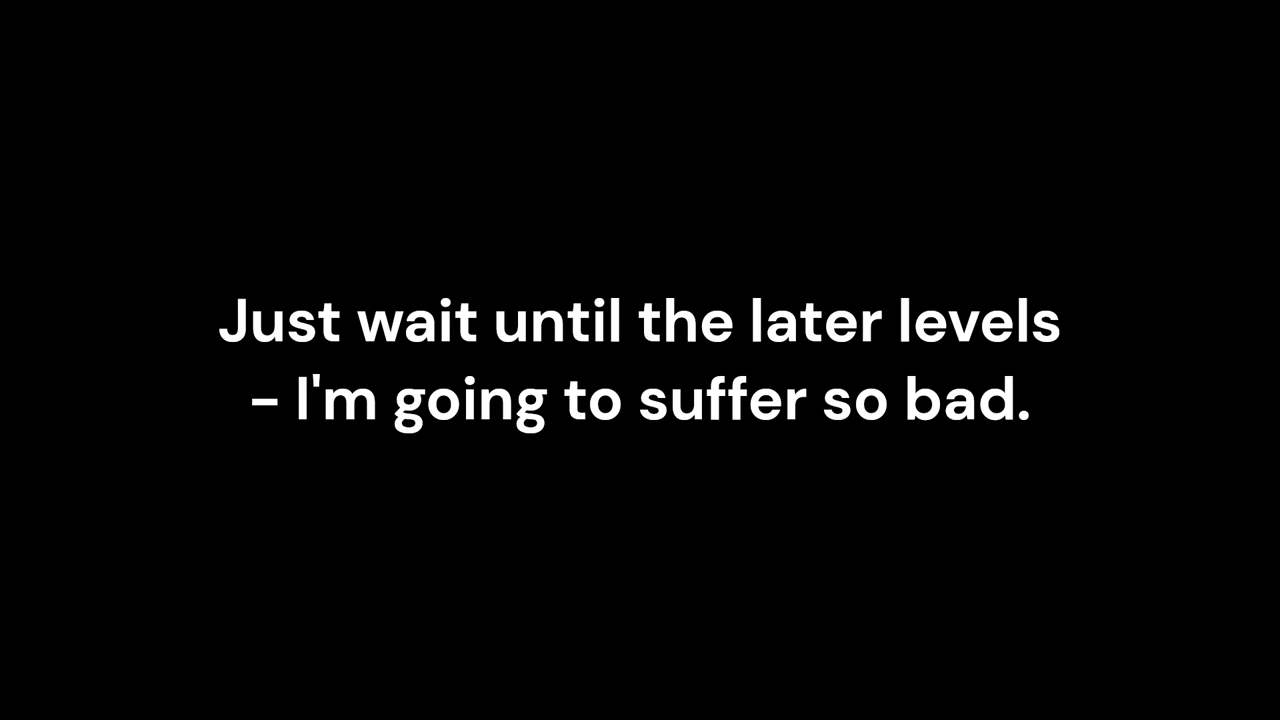 Just wait until the later levels
- I'm going to suffer so bad.